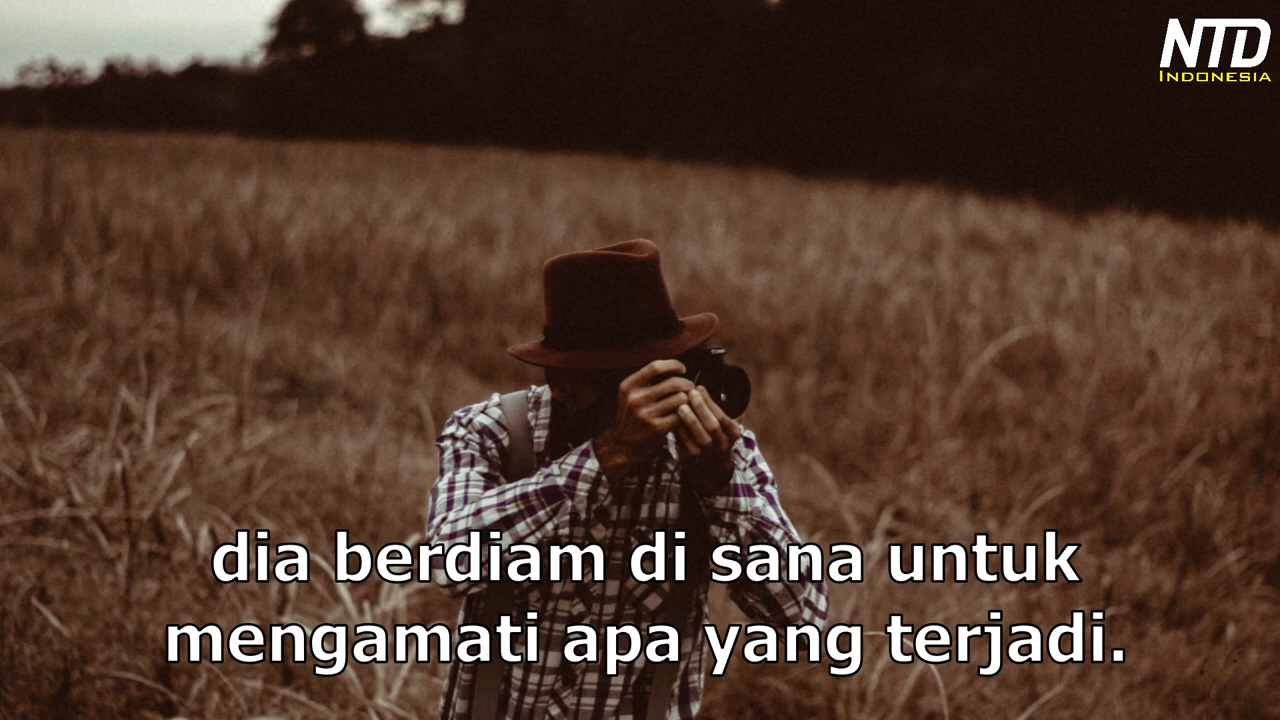 NTD
INDONESIA
dia berdiam di sana untuk
mengamati apa yang terjadi.